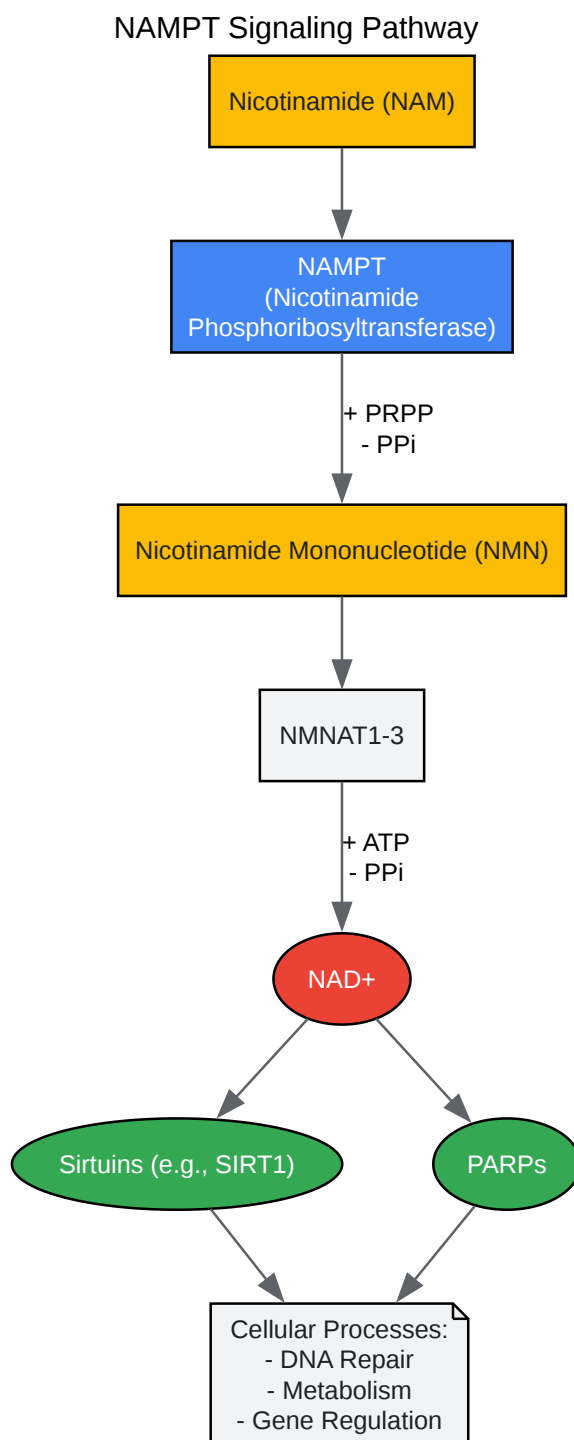 NAMPT Signaling Pathway
Nicotinamide (NAM)
NAMPT
(Nicotinamide
Phosphoribosyltransferase)
+ PRPP
- PPi
Nicotinamide Mononucleotide (NMN)
NMNAT1-3
+ ATP
- PPi
NAD+
Sirtuins (e.g., SIRT1)
PARPs
Cellular Processes:
- DNA Repair
- Metabolism
- Gene Regulation